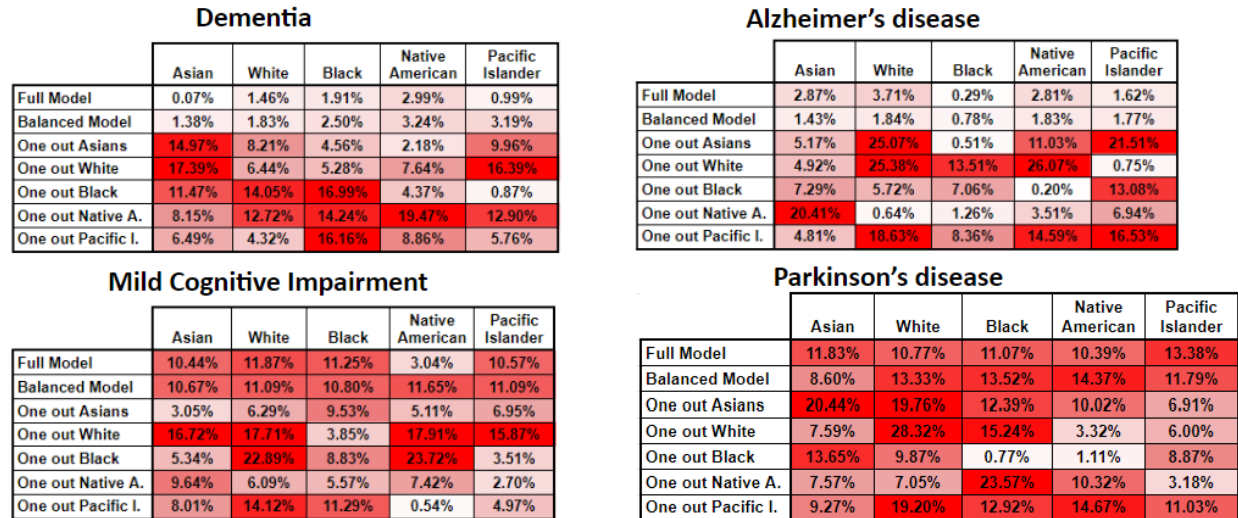 Dementia
Asian White Black Native American Pacific Islander
Full Model 0.07% 1.46% 1.91% 2.99% 0.99%
Balanced Model 1.38% 1.83% 2.50% 3.24% 3.19%
One out Asians 14.97% 8.21% 4.56% 2.18% 9.96%
One out White 17.39% 6.44% 5.28% 7.64% 16.39%
One out Black 11.47% 14.05% 16.99% 4.37% 0.87%
One out Native A. 8.15% 12.72% 14.24% 19.47% 12.90%
One out Pacific I. 6.49% 4.32% 16.16% 8.86% 5.76%
Alzheimer's disease
Asian White Black Native American Pacific Islander
Full Model 2.87% 3.71% 0.29% 2.81% 1.62%
Balanced Model 1.43% 1.84% 0.78% 1.83% 1.77%
One out Asians 5.17% 25.07% 0.51% 11.03% 21.51%
One out White 4.92% 25.38% 13.51% 26.07% 0.75%
One out Black 7.29% 5.72% 7.06% 0.20% 13.08%
One out Native A. 20.41% 0.64% 1.26% 3.51% 6.94%
One out Pacific I. 4.81% 18.63% 8.36% 14.59% 16.53%
Mild Cognitive Impairment
Asian White Black Native American Pacific Islander
Full Model 10.44% 11.87% 11.25% 3.04% 10.57%
Balanced Model 10.67% 11.09% 10.80% 11.65% 11.09%
One out Asians 3.05% 6.29% 9.53% 5.11% 6.95%
One out White 16.72% 17.71% 3.85% 17.91% 15.87%
One out Black 5.34% 22.89% 8.83% 23.72% 3.51%
One out Native A. 9.64% 6.09% 5.57% 7.42% 2.70%
One out Pacific I. 8.01% 14.12% 11.29% 0.54% 4.97%
Parkinson's disease
Asian White Black Native American Pacific Islander
Full Model 11.83% 10.77% 11.07% 10.39% 13.38%
Balanced Model 8.60% 13.33% 13.52% 14.37% 11.79%
One out Asians 20.44% 19.76% 12.39% 10.02% 6.91%
One out White 7.59% 28.32% 15.24% 3.32% 6.00%
One out Black 13.65% 9.87% 0.77% 1.11% 8.87%
One out Native A. 7.57% 7.05% 23.57% 10.32% 3.18%
One out Pacific I. 9.27% 19.20% 12.92% 14.67% 11.03%